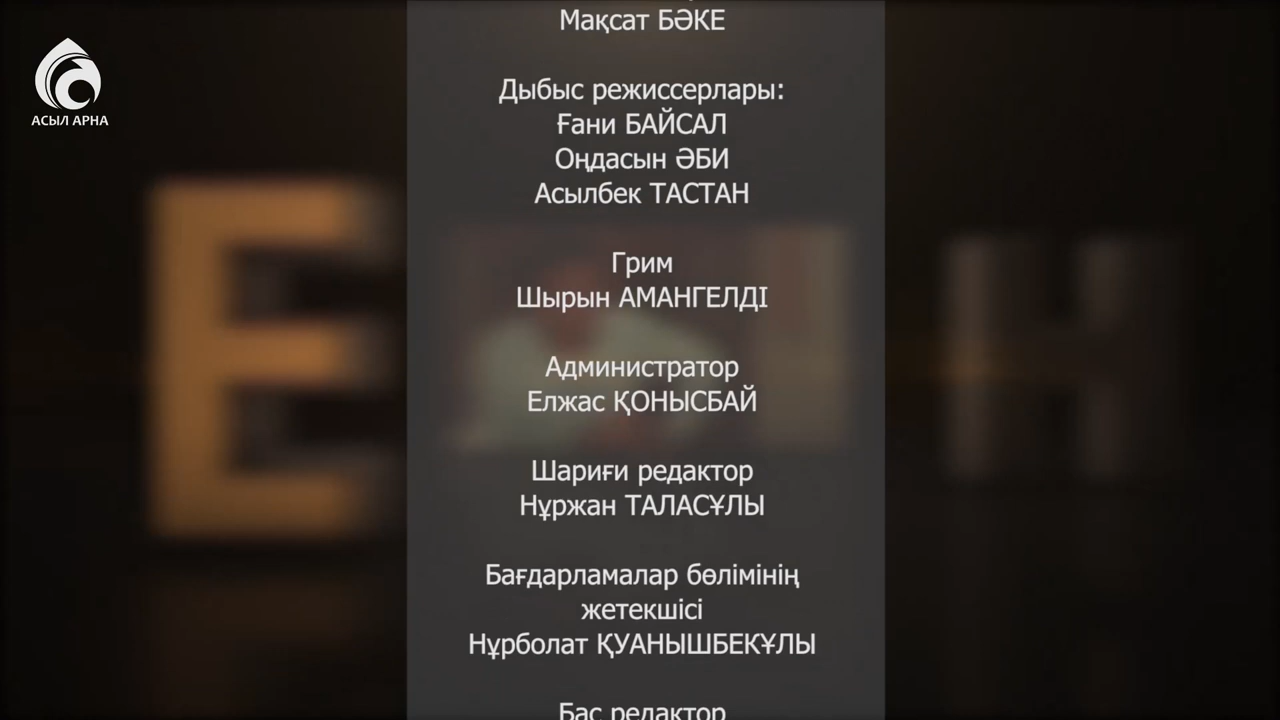 АСЫЛ АРНА
Мақсат БӘКЕ
Дыбыс режиссерлары:
Ғани БАЙСАЛ
Оңдасын ӘБИ
Асылбек ТАСТАН
Грим
Шырын АМАНГЕЛДІ
Администратор
Елжас ҚОНЫСБАЙ
Шариғи редактор
Нұржан ТАЛАСҰЛЫ
Бағдарламалар бөлімінің
жетекшісі
Нұрболат ҚУАНЫШБЕКҰЛЫ
Бас редактор
Е
Н